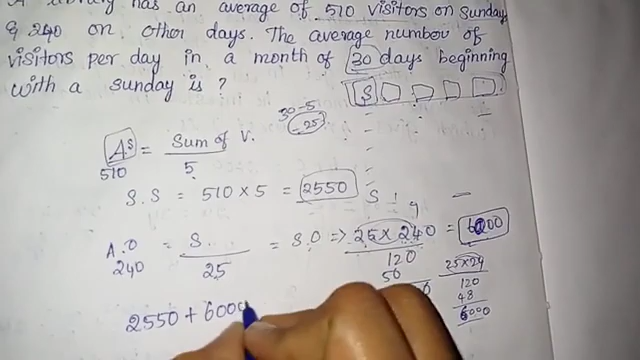 has an average of 510 visitors on Sunday
& 240 on other days. The average number of
visitors per day in a month of 30 days beginning
with a sunday is ?
S
30-5
=25
As = Sum of V.
510 5
S.S = 510 × 5 = 2550
A.O = S. = S.O => 25 × 240 = 6000
240 25
120
50
25×24
120
48
6000
2550 + 6000